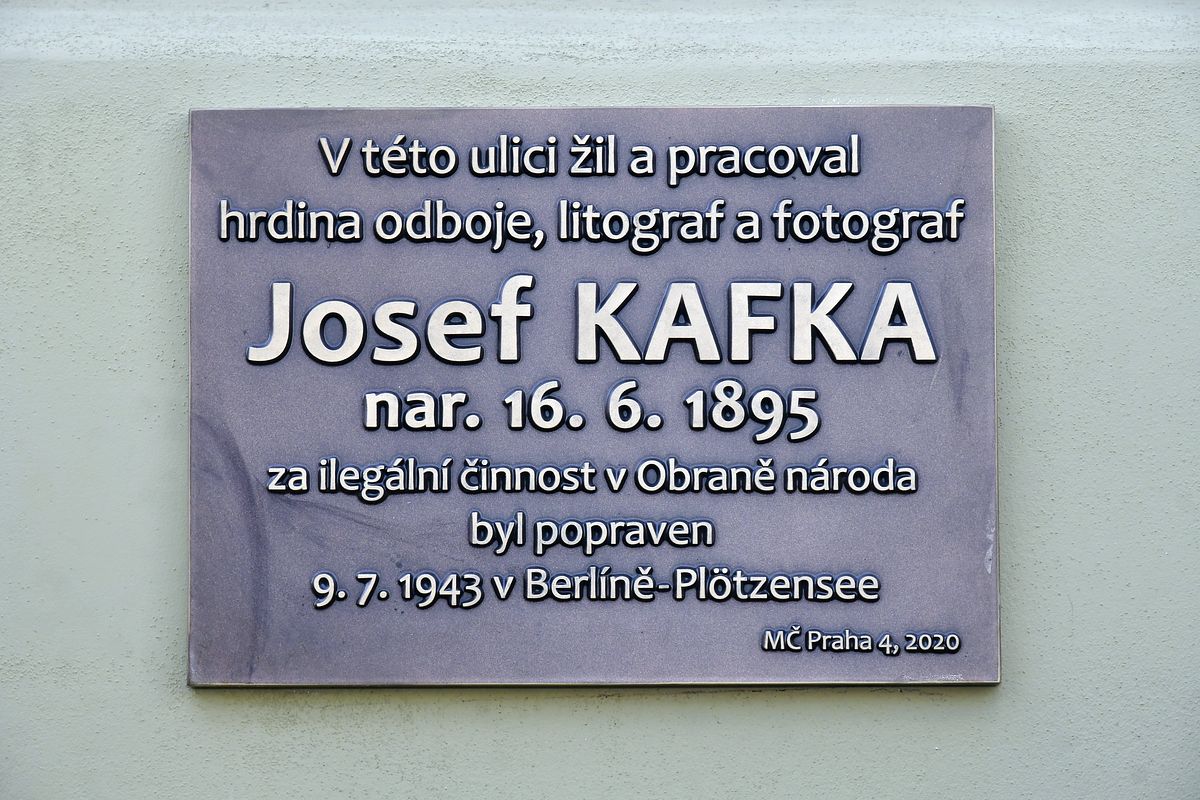 V této ulici žil a pracoval
hrdina odboje, litograf a fotograf
Josef KAFKA
nar. 16. 6. 1895
za ilegální činnost v Obraně národa
byl popraven
9. 7. 1943 v Berlíně-Plötzensee
MČ Praha 4, 2020